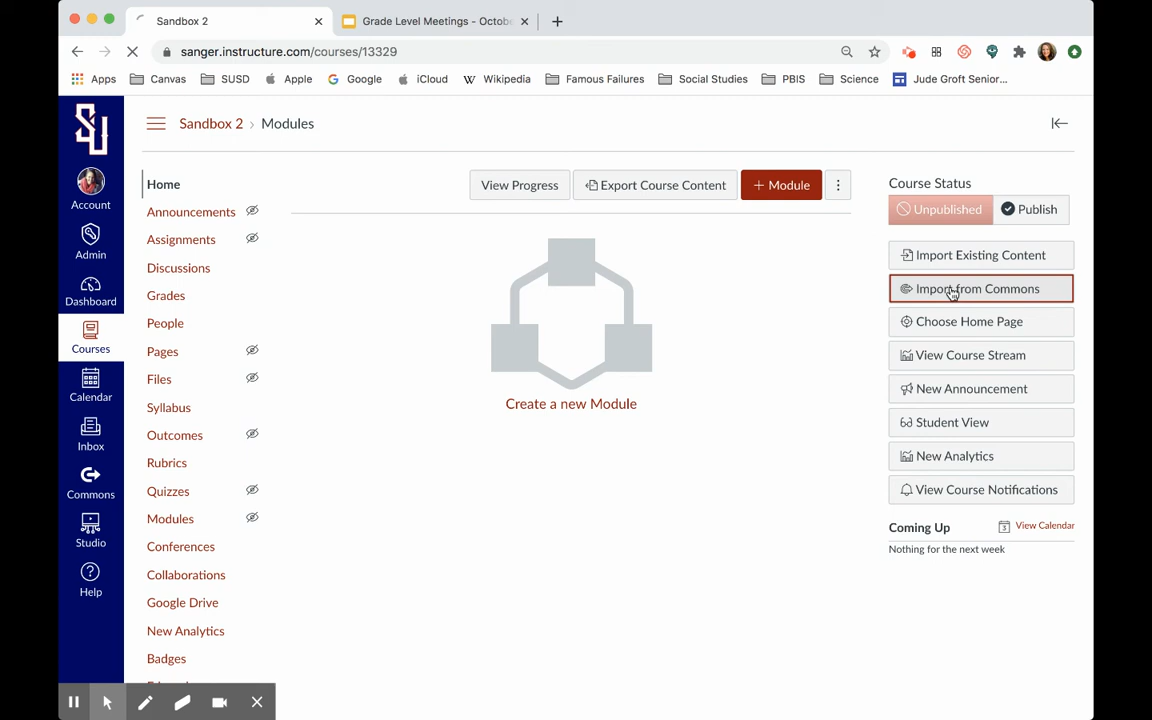 Sandbox 2
Grade Level Meetings - Octobe
sanger.instructure.com/courses/13329
Apps
Canvas
SUSD
Apple
Google
iCloud
Wikipedia
Famous Failures
Social Studies
PBIS
Science
Jude Groft Senior...
SU
Account
Admin
Dashboard
Courses
Calendar
Inbox
Commons
Studio
Help
Sandbox 2 › Modules
Home
Announcements
Assignments
Discussions
Grades
People
Pages
Files
Syllabus
Outcomes
Rubrics
Quizzes
Modules
Conferences
Collaborations
Google Drive
New Analytics
Badges
View Progress
Export Course Content
+ Module
Create a new Module
Course Status
Unpublished
Publish
Import Existing Content
Import from Commons
Choose Home Page
View Course Stream
New Announcement
Student View
New Analytics
View Course Notifications
Coming Up
View Calendar
Nothing for the next week